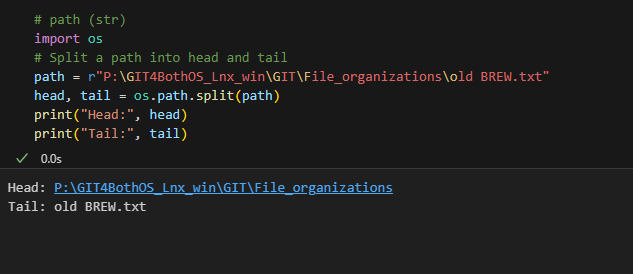 # path (str)
import os
# Split a path into head and tail
path = r"P:\GIT4BothOS_Lnx_win\GIT\File_organizations\old BREW.txt"
head, tail = os.path.split(path)
print("Head:", head)
print("Tail:", tail)
✓ 0.0s
Head: P:\GIT4BothOS_Lnx_win\GIT\File_organizations
Tail: old BREW.txt